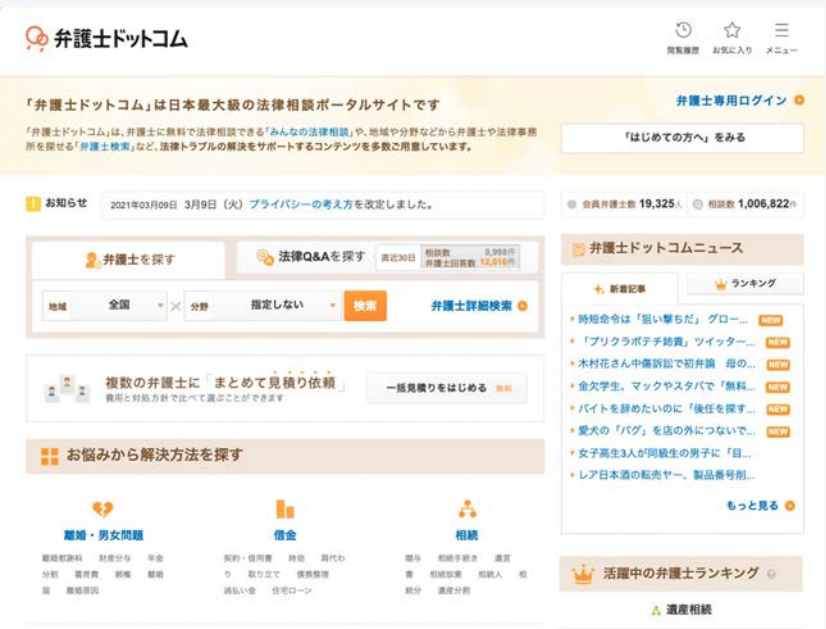 弁護士ドットコム
閲覧履歴 お気に入り メニュー
「弁護士ドットコム」は日本最大級の法律相談ポータルサイトです
弁護士専用ログイン
「弁護士ドットコム」は、弁護士に無料で法律相談できる「みんなの法律相談」や、地域や分野などから弁護士や法律事務
所を探せる「弁護士検索」など、法律トラブルの解決をサポートするコンテンツを多数ご用意しています。
「はじめての方へ」をみる
お知らせ 2021年03月09日 3月9日（火）プライバシーの考え方を改定しました。
会員弁護士数 19,325人 相談数 1,006,822件
弁護士を探す
法律Q&Aを探す 直近30日
相談数 9,998件
弁護士回答数 12,016件
地域 全国 × 分野 指定しない 検索 弁護士詳細検索
複数の弁護士に「まとめて見積り依頼」
費用と対処方針で比べて選ぶことができます
一括見積りをはじめる 無料
お悩みから解決方法を探す
離婚・男女問題
離婚慰謝料 財産分与 年金
分割 養育費 親権 離婚
届 離婚原因
借金
契約・借用書 時効 肩代わ
り 取り立て 債務整理
過払い金 住宅ローン
相続
贈与 相続手続き 遺言
書 相続放棄 相続人 相
続分 遺産分割
弁護士ドットコムニュース
新着記事 ランキング
時短命令は「狙い撃ちだ」 グロー... NEW
「プリクラポテチ姉貴」ツイッター... NEW
木村花さん中傷訴訟で初弁論 母の... NEW
金欠学生、マックやスタバで「無料... NEW
バイトを辞めたいのに「後任を探す... NEW
愛犬の「パグ」を店の外につないで... NEW
女子高生3人が同級生の男子に「目...
レア日本酒の転売ヤー、製品番号削...
もっと見る
活躍中の弁護士ランキング
遺産相続